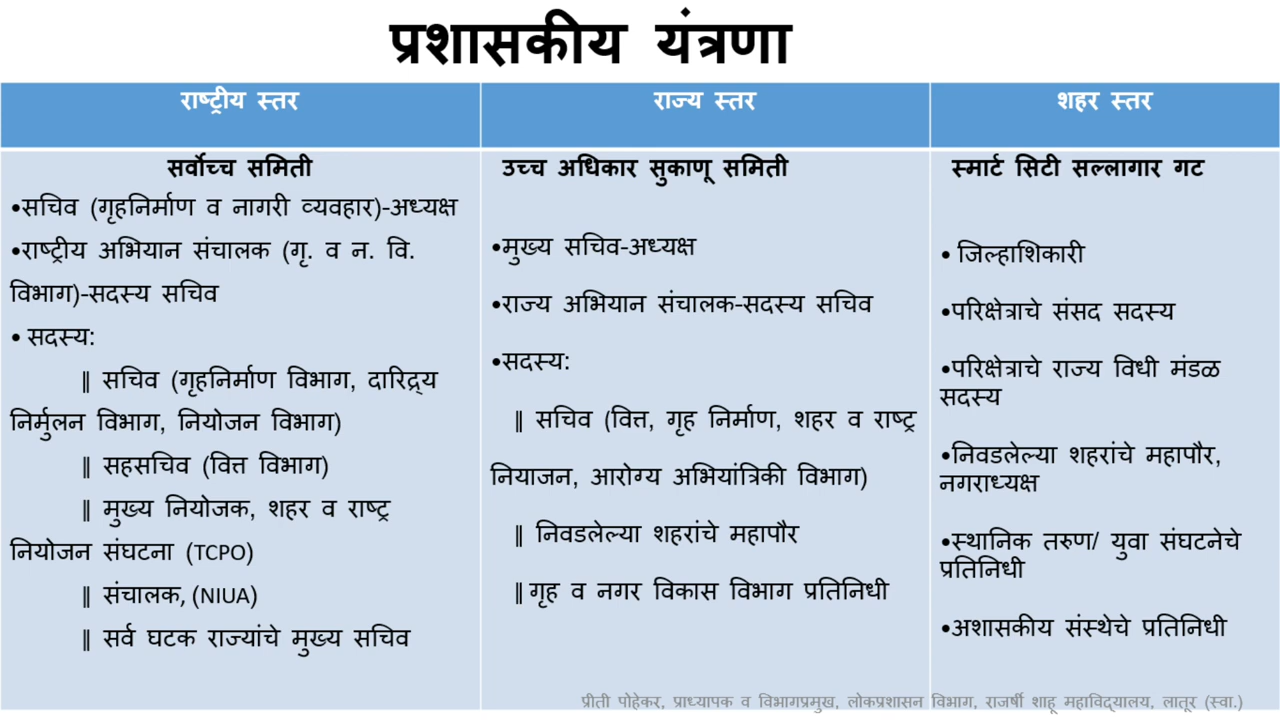 प्रशासकीय यंत्रणा
राष्ट्रीय स्तर
राज्य स्तर
शहर स्तर
सर्वोच्च समिती
•सचिव (गृहनिर्माण व नागरी व्यवहार)-अध्यक्ष
•राष्ट्रीय अभियान संचालक (गृ. व न. वि.
विभाग)-सदस्य सचिव
• सदस्य:
‖ सचिव (गृहनिर्माण विभाग, दारिद्र्य
निर्मुलन विभाग, नियोजन विभाग)
‖ सहसचिव (वित्त विभाग)
‖ मुख्य नियोजक, शहर व राष्ट्र
नियोजन संघटना (TCPO)
‖ संचालक, (NIUA)
‖ सर्व घटक राज्यांचे मुख्य सचिव
उच्च अधिकार सुकाणू समिती
•मुख्य सचिव-अध्यक्ष
•राज्य अभियान संचालक-सदस्य सचिव
•सदस्य:
‖ सचिव (वित्त, गृह निर्माण, शहर व राष्ट्र
नियाजन, आरोग्य अभियांत्रिकी विभाग)
‖ निवडलेल्या शहरांचे महापौर
‖ गृह व नगर विकास विभाग प्रतिनिधी
स्मार्ट सिटी सल्लागार गट
• जिल्हाशिकारी
•परिक्षेत्राचे संसद सदस्य
•परिक्षेत्राचे राज्य विधी मंडळ
सदस्य
•निवडलेल्या शहरांचे महापौर,
नगराध्यक्ष
•स्थानिक तरुण/ युवा संघटनेचे
प्रतिनिधी
•अशासकीय संस्थेचे प्रतिनिधी
प्रीती पोहेकर, प्राध्यापक व विभागप्रमुख, लोकप्रशासन विभाग, राजर्षी शाहू महाविद्यालय, लातूर (स्वा.)